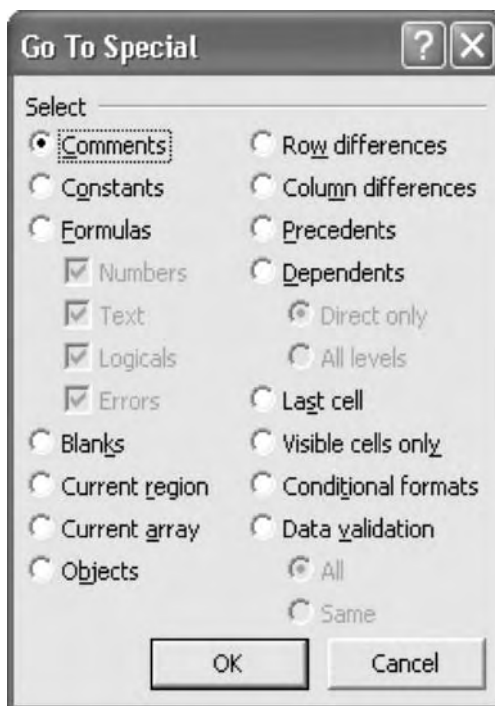 Go To Special
Select
Comments
Constants
Formulas
Numbers
Text
Logicals
Errors
Blanks
Current region
Current array
Objects
Row differences
Column differences
Precedents
Dependents
Direct only
All levels
Last cell
Visible cells only
Conditional formats
Data validation
All
Same
OK
Cancel